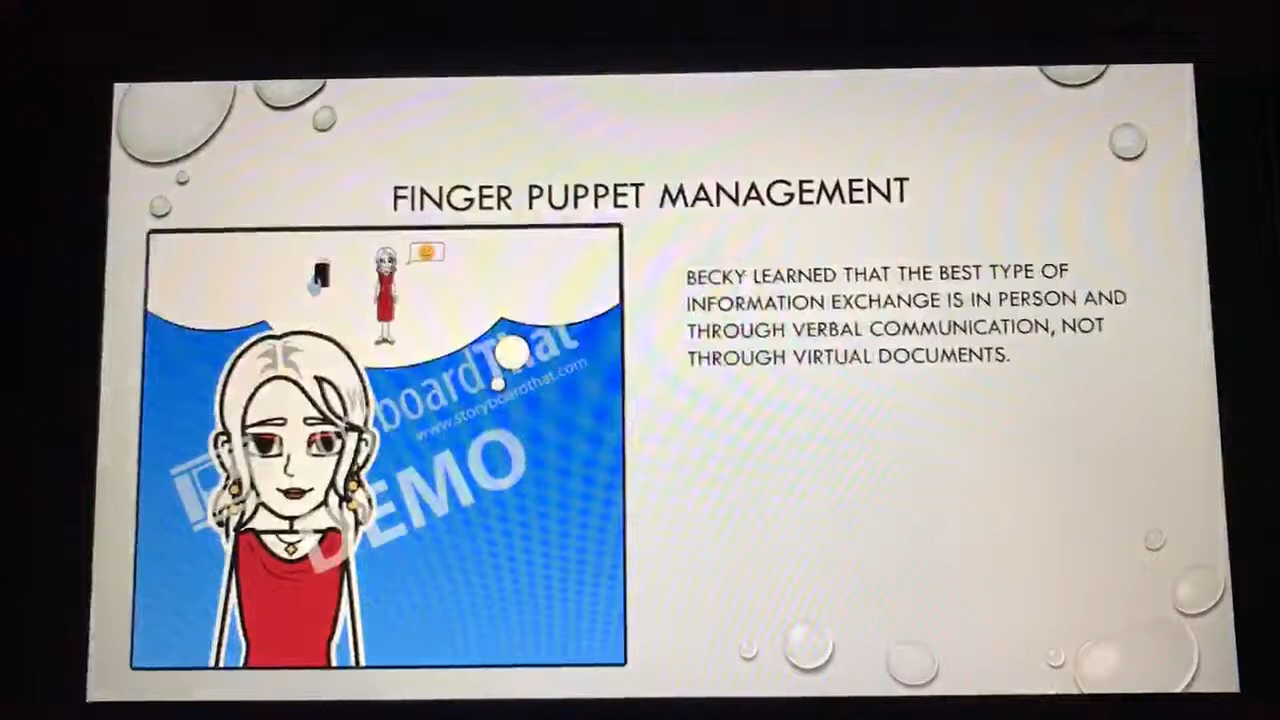 FINGER PUPPET MANAGEMENT
BECKY LEARNED THAT THE BEST TYPE OF
INFORMATION EXCHANGE IS IN PERSON AND
THROUGH VERBAL COMMUNICATION, NOT
THROUGH VIRTUAL DOCUMENTS.
boardThat
www.storyboardthat.com
DEMO